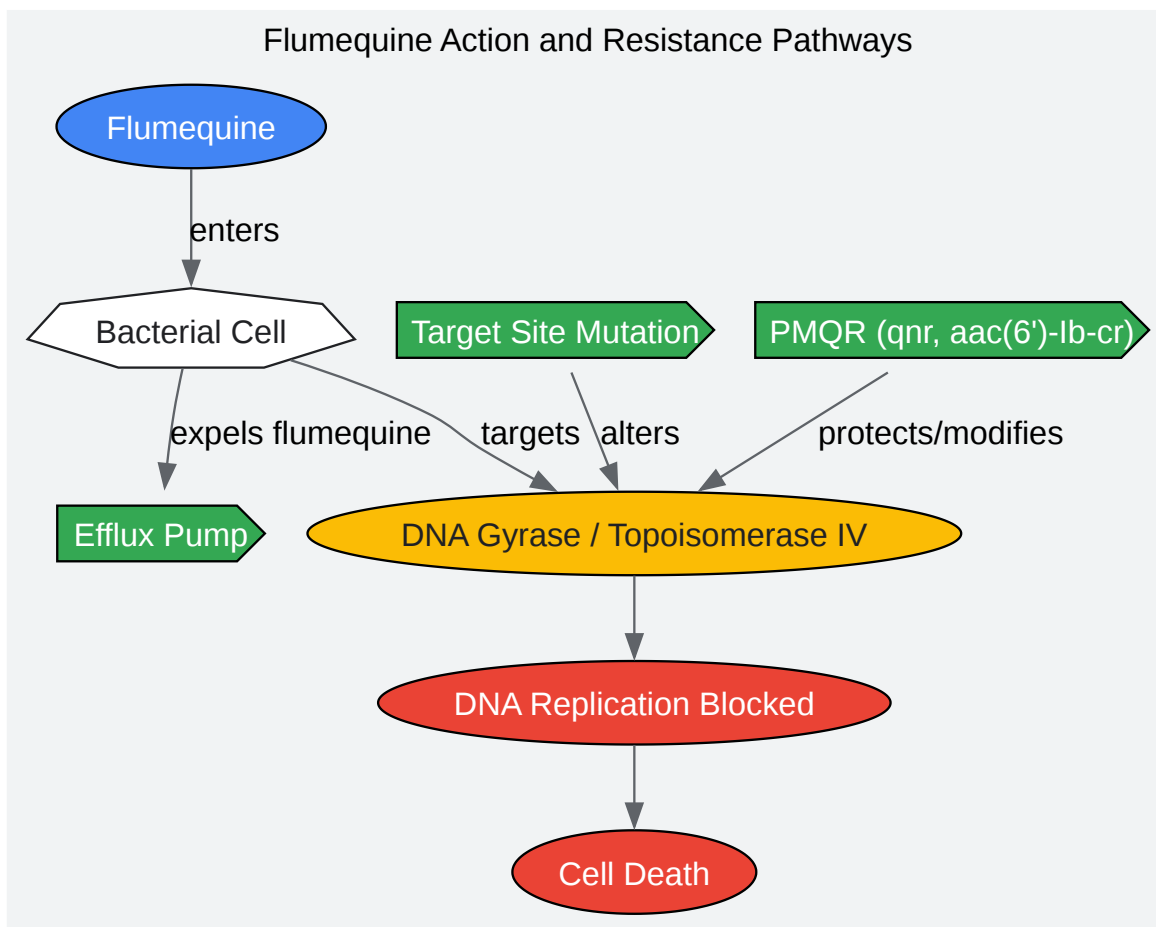 Flumequine Action and Resistance Pathways
Flumequine
enters
Bacterial Cell
Target Site Mutation
PMQR (qnr, aac(6')-Ib-cr)
expels flumequine
targets
alters
protects/modifies
Efflux Pump
DNA Gyrase / Topoisomerase IV
DNA Replication Blocked
Cell Death